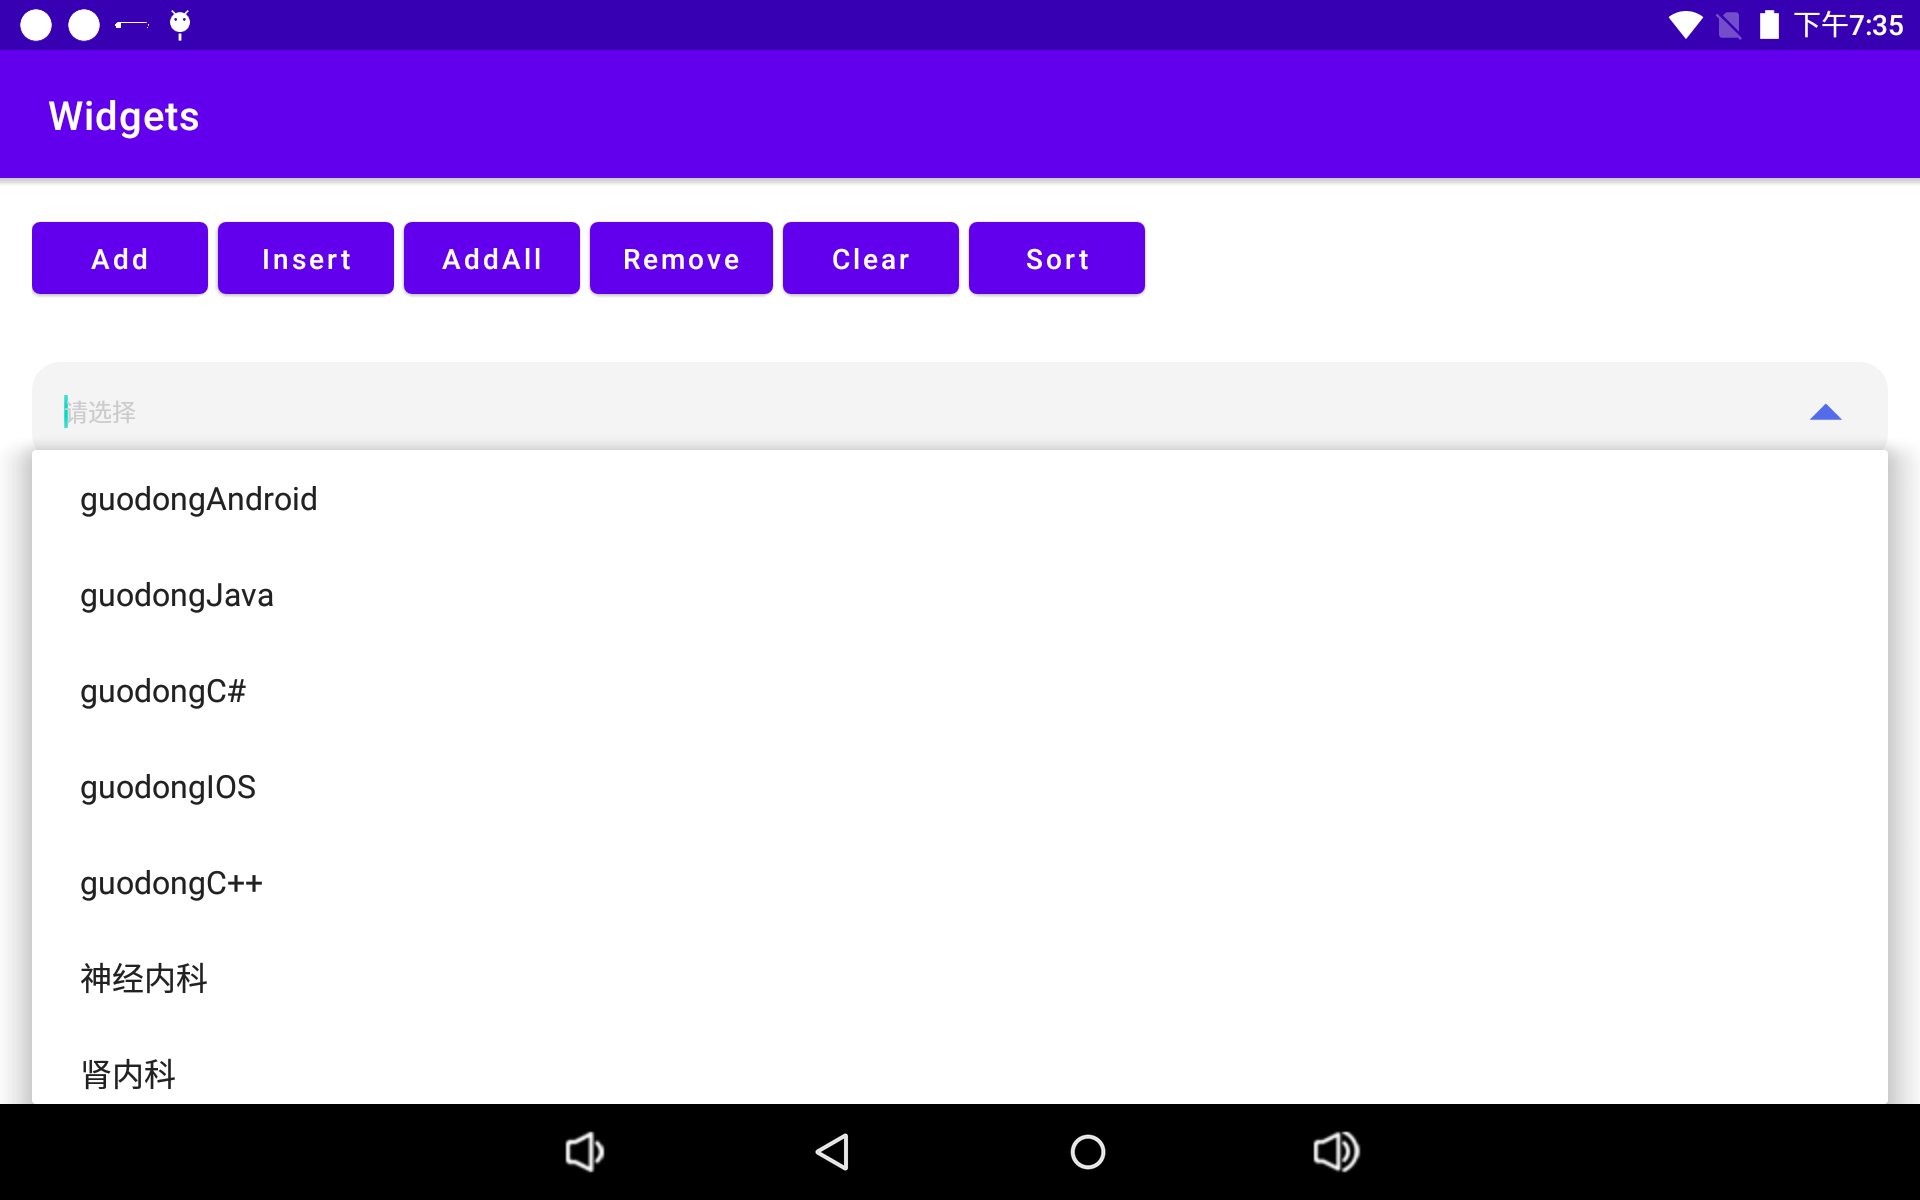 下午7:35
Widgets
Add Insert AddAll Remove Clear Sort
请选择
guodongAndroid
guodongJava
guodongC#
guodongIOS
guodongC++
神经内科
肾内科